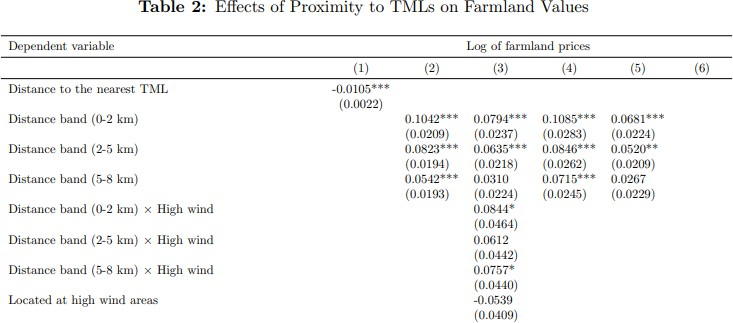 Table 2: Effects of Proximity to TMLs on Farmland Values
Dependent variable Log of farmland prices
(1) (2) (3) (4) (5) (6)
Distance to the nearest TML -0.0105***
(0.0022)
Distance band (0-2 km) 0.1042*** 0.0794*** 0.1085*** 0.0681***
(0.0209) (0.0237) (0.0283) (0.0224)
Distance band (2-5 km) 0.0823*** 0.0635*** 0.0846*** 0.0520**
(0.0194) (0.0218) (0.0262) (0.0209)
Distance band (5-8 km) 0.0542*** 0.0310 0.0715*** 0.0267
(0.0193) (0.0224) (0.0245) (0.0229)
Distance band (0-2 km) × High wind 0.0844*
(0.0464)
Distance band (2-5 km) × High wind 0.0612
(0.0442)
Distance band (5-8 km) × High wind 0.0757*
(0.0440)
Located at high wind areas -0.0539
(0.0409)